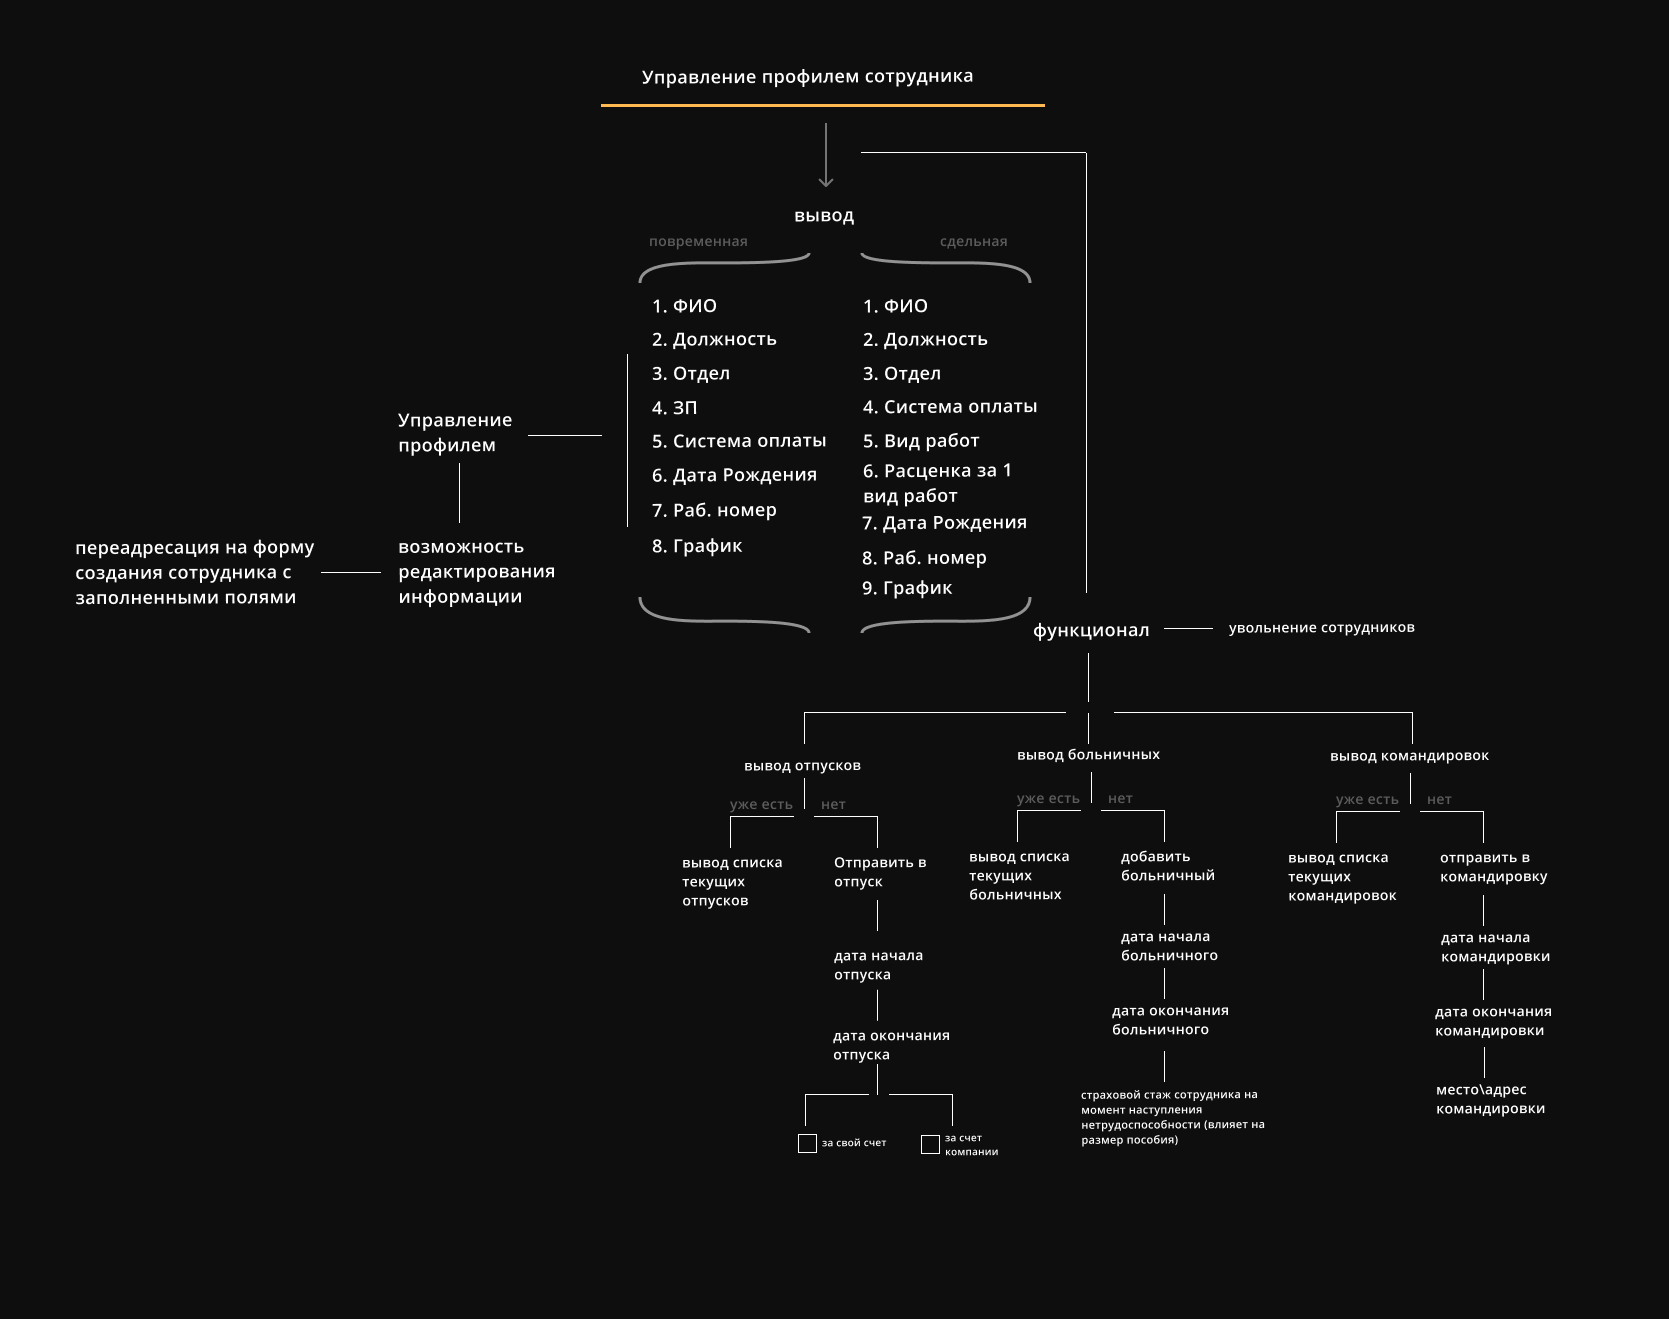 Управление профилем сотрудника
вывод
повременная
сдельная
1. ФИО
2. Должность
3. Отдел
4. ЗП
5. Система оплаты
6. Дата Рождения
7. Раб. номер
8. График
1. ФИО
2. Должность
3. Отдел
4. Система оплаты
5. Вид работ
6. Расценка за 1
вид работ
7. Дата Рождения
8. Раб. номер
9. График
Управление
профилем
возможность
редактирования
информации
переадресация на форму
создания сотрудника с
заполненными полями
функционал
увольнение сотрудников
вывод отпусков
уже есть
нет
вывод списка
текущих
отпусков
Отправить в
отпуск
дата начала
отпуска
дата окончания
отпуска
за свой счет
за счет
компании
вывод больничных
уже есть
нет
вывод списка
текущих
больничных
добавить
больничный
дата начала
больничного
дата окончания
больничного
страховой стаж сотрудника на
момент наступления
нетрудоспособности (влияет на
размер пособия)
вывод командировок
уже есть
нет
вывод списка
текущих
командировок
отправить в
командировку
дата начала
командировки
дата окончания
командировки
место\адрес
командировки